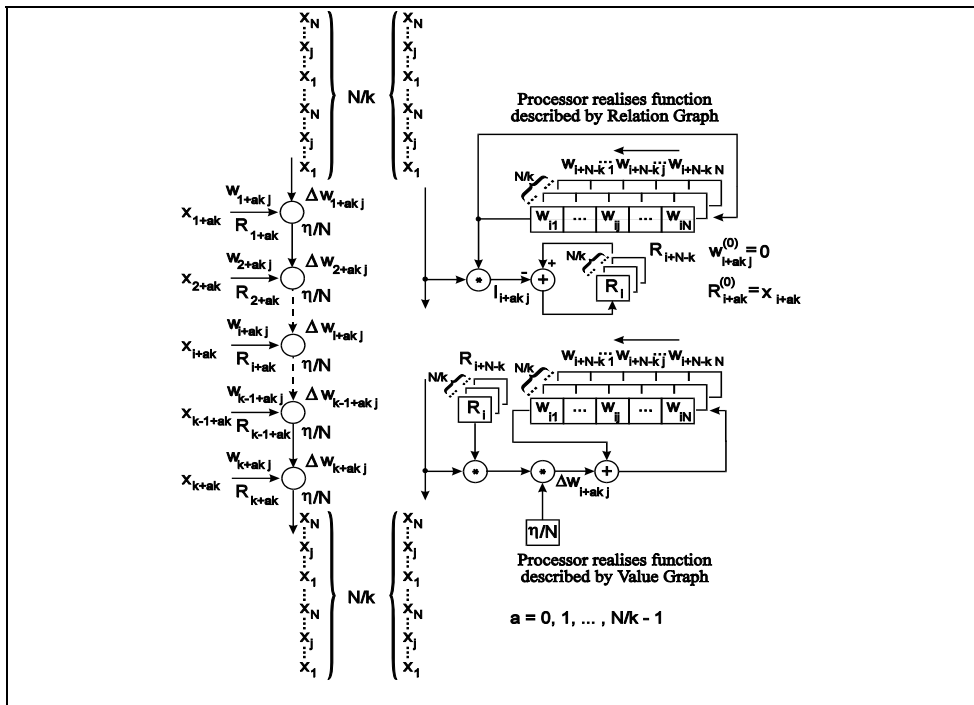 x_N
x_j
x_1
x_N
x_j
x_1
N/k
x_N
x_j
x_1
x_N
x_j
x_1
x_{1+ak} w_{1+ak j} Δw_{1+ak j}
R_{1+ak} η/N
x_{2+ak} w_{2+ak j} Δw_{2+ak j}
R_{2+ak} η/N
x_{i+ak} w_{i+ak j} Δw_{i+ak j}
R_{i+ak} η/N
x_{k-1+ak} w_{k-1+ak j} Δw_{k-1+ak j}
R_{k-1+ak} η/N
x_{k+ak} w_{k+ak j} Δw_{k+ak j}
R_{k+ak} η/N
x_N
x_j
x_1
x_N
x_j
x_1
N/k
x_N
x_j
x_1
x_N
x_j
x_1
Processor realises function
described by Relation Graph
w_{i+N-k 1} ... w_{i+N-k j} ... w_{i+N-k N}
N/k
w_{i1} ... w_{ij} ... w_{iN}
* - + +
I_{i+ak j}
N/k
R_i
R_{i+N-k}
w^{(0)}_{i+ak j} = 0
R^{(0)}_{i+ak} = x_{i+ak}
R_{i+N-k}
N/k
R_i
w_{i+N-k 1} ... w_{i+N-k j} ... w_{i+N-k N}
N/k
w_{i1} ... w_{ij} ... w_{iN}
* * +
Δw_{i+ak j}
η/N
Processor realises function
described by Value Graph
a = 0, 1, ... , N/k - 1